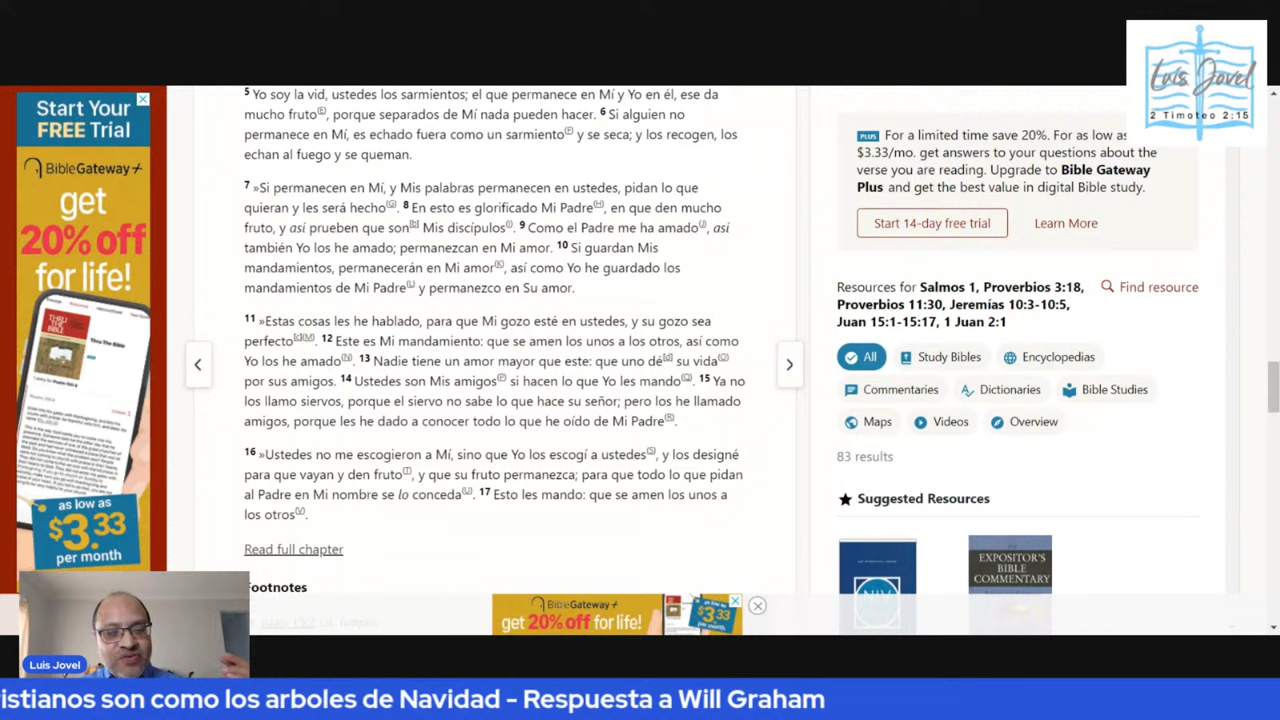 Luis Jovel
2 Timoteo 2:15
Start Your
FREE Trial
BibleGateway+
get
20% off
for life!
THRU THE BIBLE
Thru The Bible
as low as
$3.33
per month
5 Yo soy la vid, ustedes los sarmientos; el que permanece en Mí y Yo en él, ese da
mucho fruto[E], porque separados de Mí nada pueden hacer. 6 Si alguien no
permanece en Mí, es echado fuera como un sarmiento[F] y se seca; y los recogen, los
echan al fuego y se queman.
7 »Si permanecen en Mí, y Mis palabras permanecen en ustedes, pidan lo que
quieran y les será hecho[G]. 8 En esto es glorificado Mi Padre[H], en que den mucho
fruto, y así prueben que son[b] Mis discípulos[I]. 9 Como el Padre me ha amado[J], así
también Yo los he amado; permanezcan en Mi amor. 10 Si guardan Mis
mandamientos, permanecerán en Mi amor[K], así como Yo he guardado los
mandamientos de Mi Padre[L] y permanezco en Su amor.
11 »Estas cosas les he hablado, para que Mi gozo esté en ustedes, y su gozo sea
perfecto[c][M]. 12 Este es Mi mandamiento: que se amen los unos a los otros, así como
Yo los he amado[N]. 13 Nadie tiene un amor mayor que este: que uno dé[d] su vida[O]
por sus amigos. 14 Ustedes son Mis amigos[P] si hacen lo que Yo les mando[Q]. 15 Ya no
los llamo siervos, porque el siervo no sabe lo que hace su señor; pero los he llamado
amigos, porque les he dado a conocer todo lo que he oído de Mi Padre[R].
16 »Ustedes no me escogieron a Mí, sino que Yo los escogí a ustedes[S], y los designé
para que vayan y den fruto[T], y que su fruto permanezca; para que todo lo que pidan
al Padre en Mi nombre se lo conceda[U]. 17 Esto les mando: que se amen los unos a
los otros[V].
Read full chapter
Footnotes
PLUS For a limited time save 20%. For as low as
$3.33/mo. get answers to your questions about the
verse you are reading. Upgrade to Bible Gateway
Plus and get the best value in digital Bible study.
Start 14-day free trial Learn More
Resources for Salmos 1, Proverbios 3:18,
Proverbios 11:30, Jeremías 10:3-10:5,
Juan 15:1-15:17, 1 Juan 2:1
Find resource
All Study Bibles Encyclopedias
Commentaries Dictionaries Bible Studies
Maps Videos Overview
83 results
Suggested Resources
NIV
EXPOSITOR'S
BIBLE
COMMENTARY
BibleGateway+
get 20% off for life!
as low as
$3.33
Luis Jovel
istianos son como los arboles de Navidad - Respuesta a Will Graham